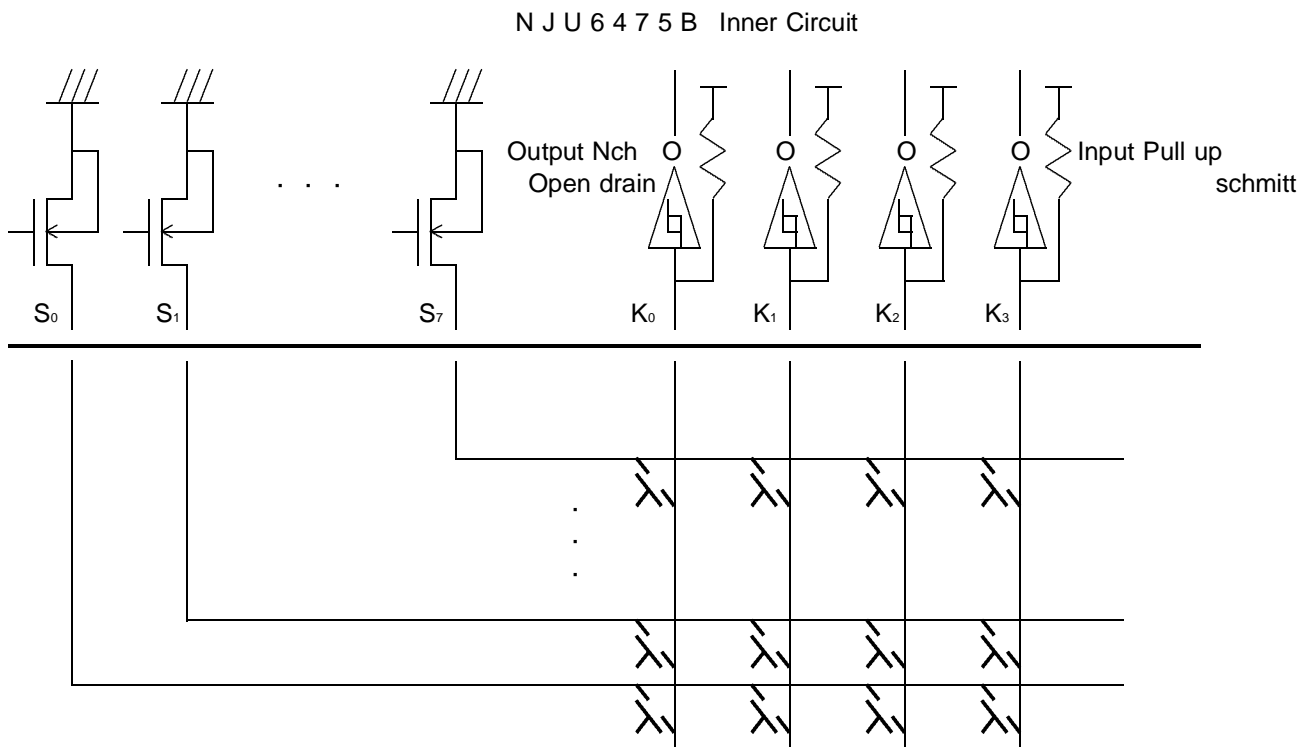 N J U 6 4 7 5 B Inner Circuit
Output Nch
Open drain
O O O O
Input Pull up
schmitt
. . .
S0 S1 S7 K0 K1 K2 K3
.
.
.